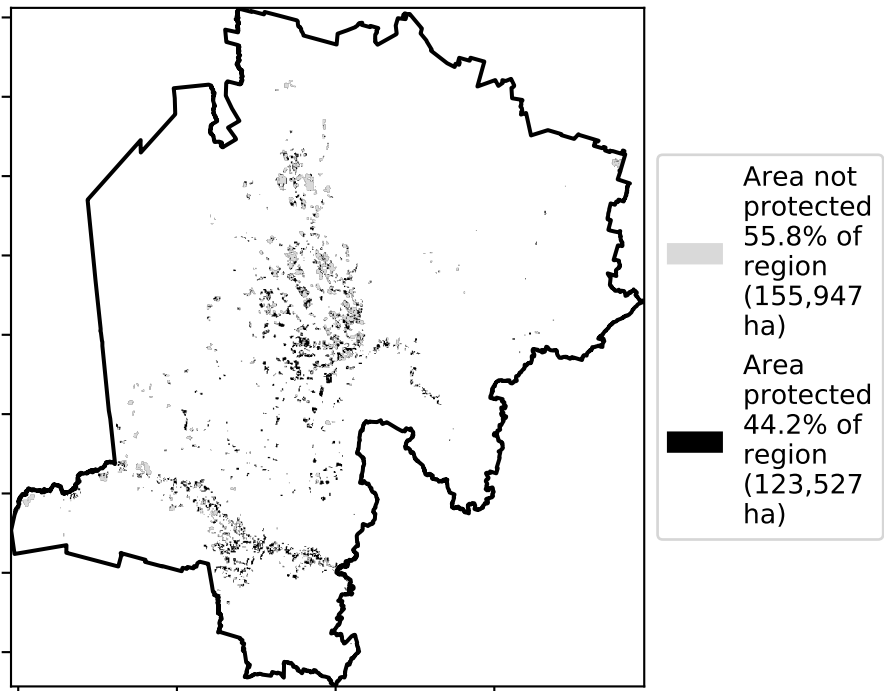 Area not
protected
55.8% of
region
(155,947
ha)
Area
protected
44.2% of
region
(123,527
ha)